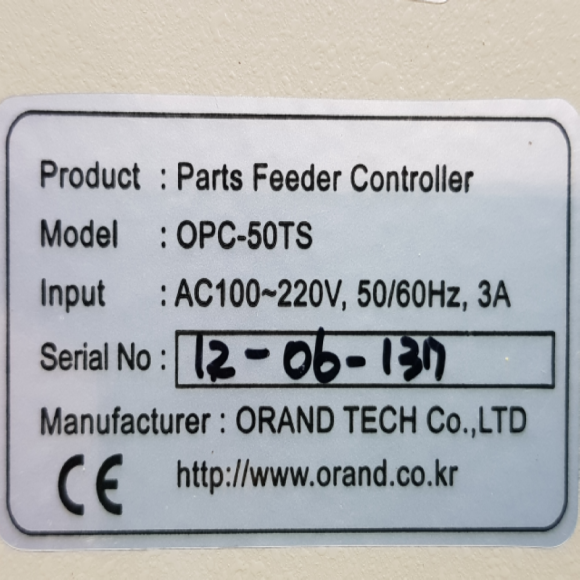 Product : Parts Feeder Controller
Model : OPC-50TS
Input : AC100~220V, 50/60Hz, 3A
Serial No : 12-06-137
Manufacturer : ORAND TECH Co.,LTD
CE http://www.orand.co.kr